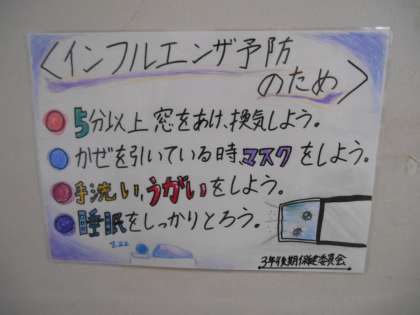 ＜インフルエンザ予防
のため＞
5分以上 窓をあけ、換気しよう。
かぜを引いている時、マスクをしよう。
手洗い、うがいをしよう。
睡眠をしっかりとろう。
3年4組後期保健委員会